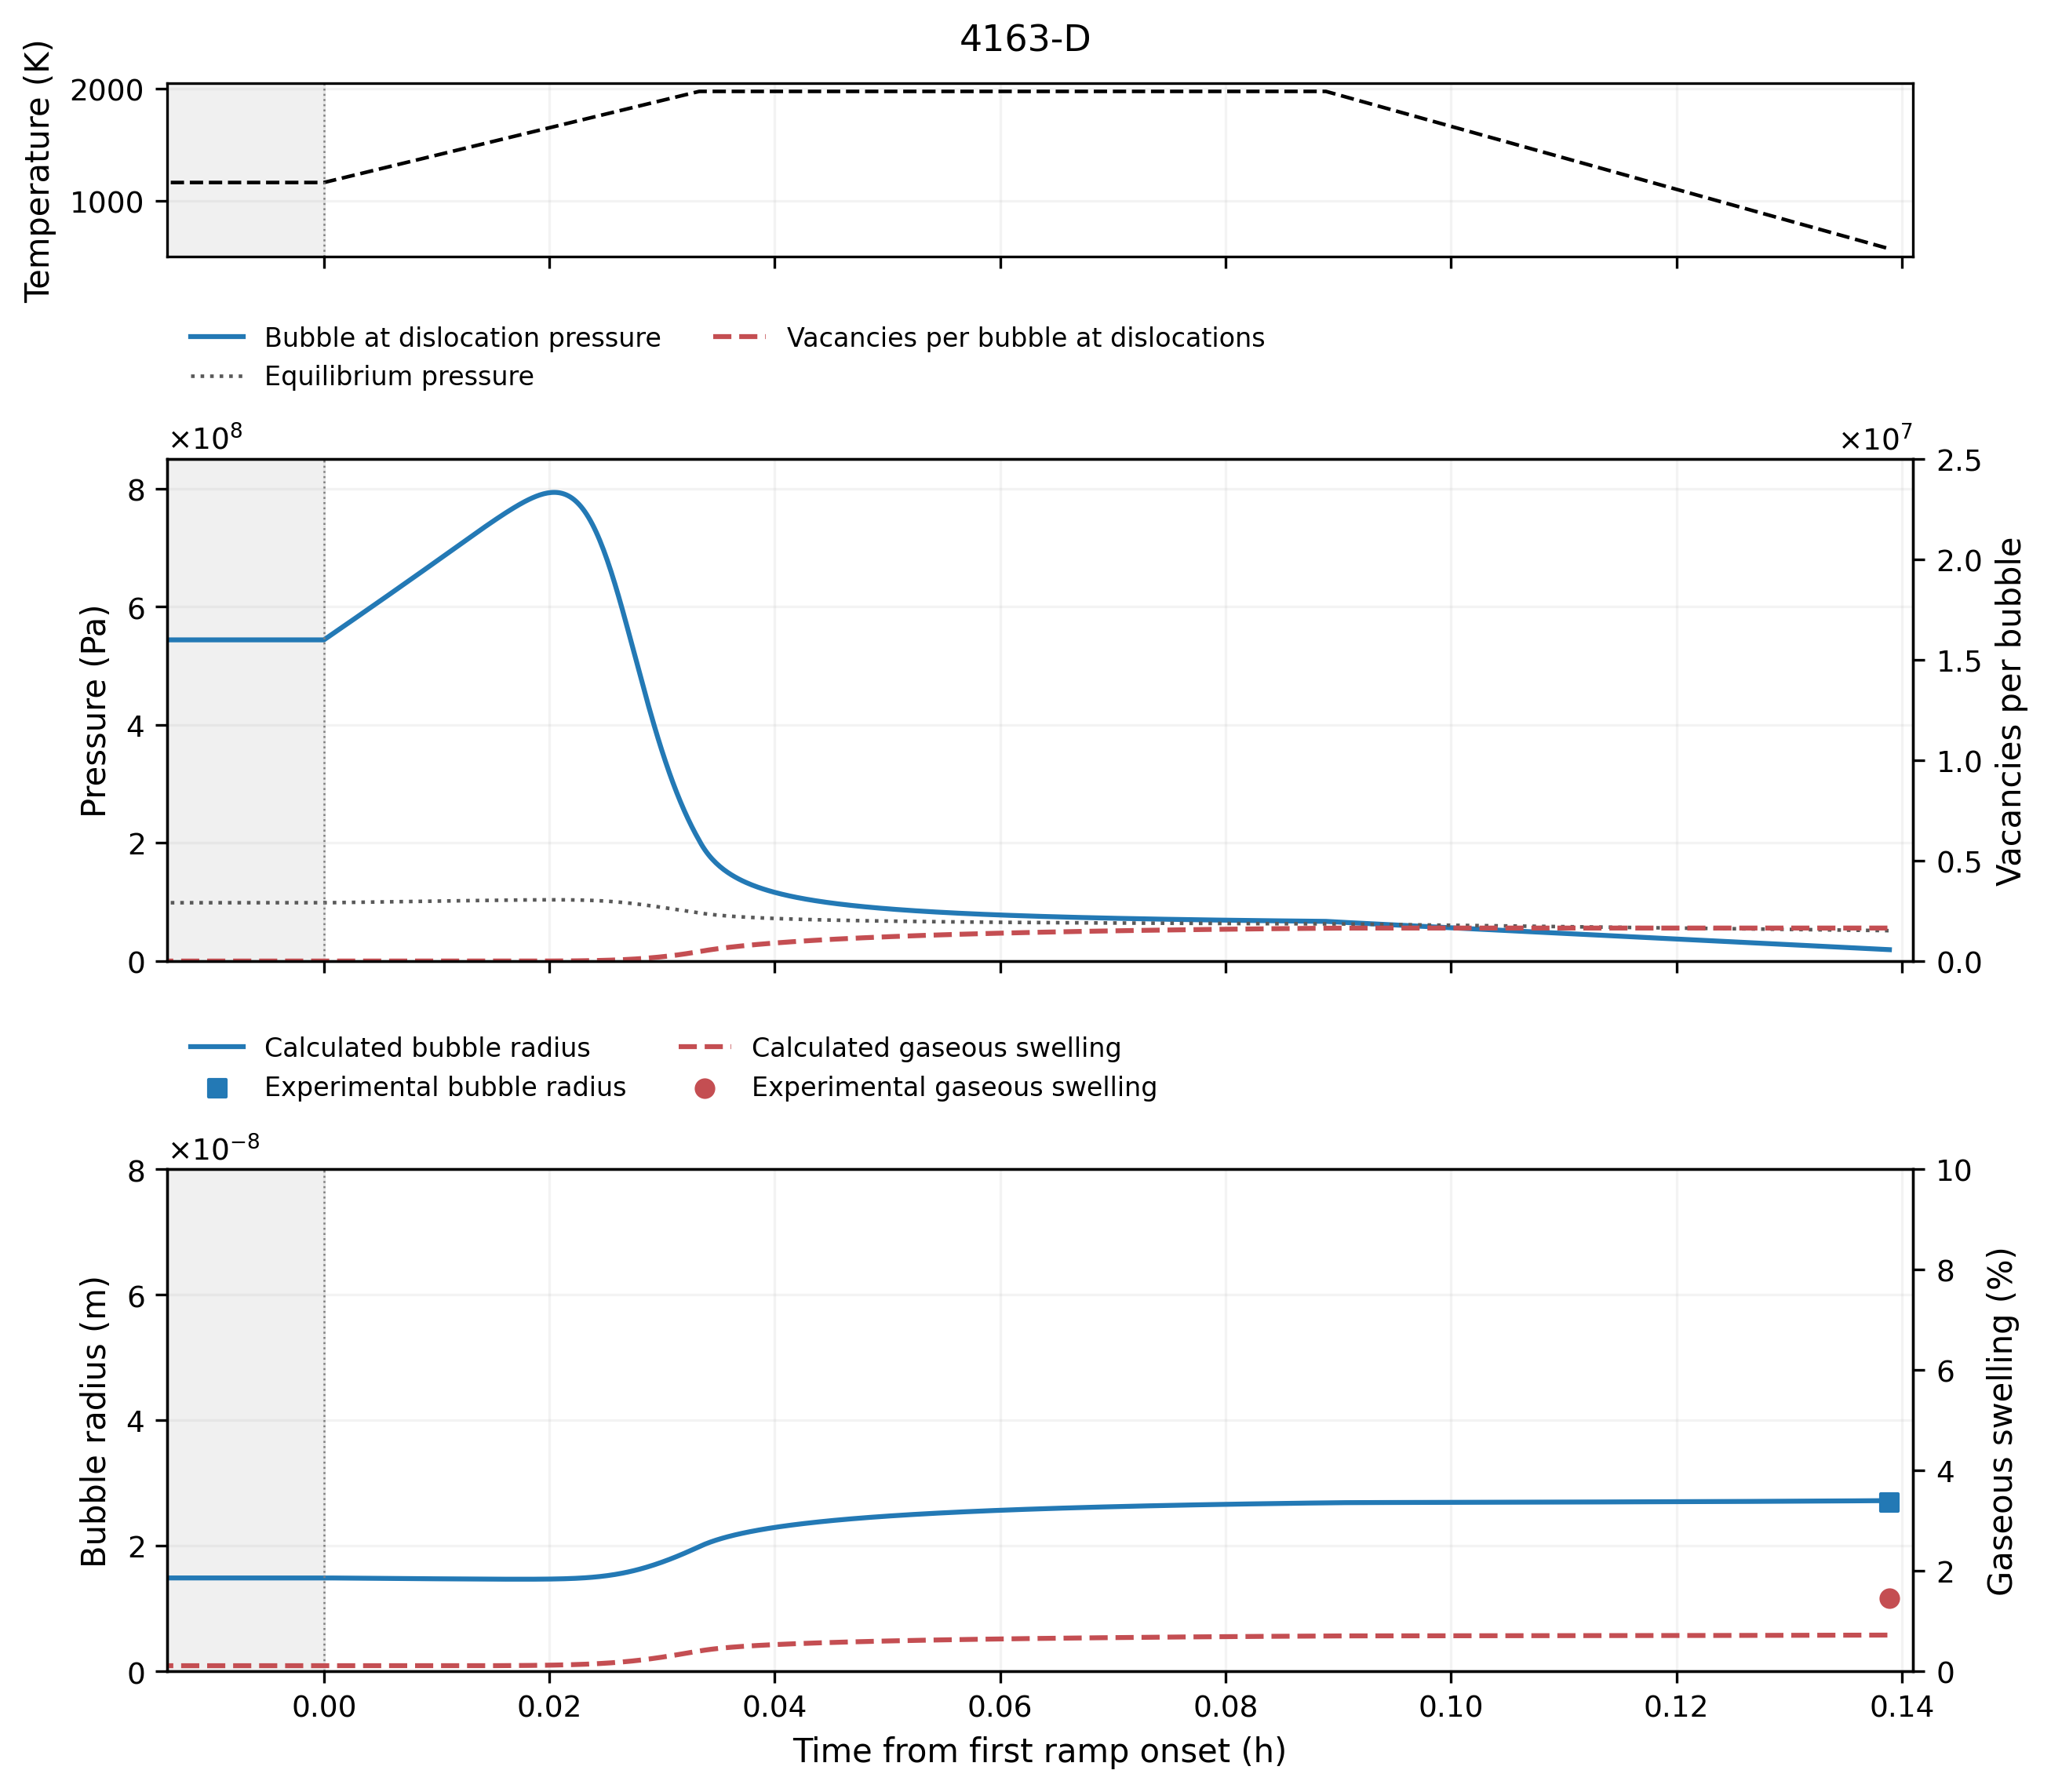 4163-D
Temperature (K)
2000
1000
Bubble at dislocation pressure
Vacancies per bubble at dislocations
Equilibrium pressure
×10⁸
×10⁷
Pressure (Pa)
8
6
4
2
0
2.5
2.0
1.5
1.0
0.5
0.0
Vacancies per bubble
Calculated bubble radius
Calculated gaseous swelling
Experimental bubble radius
Experimental gaseous swelling
×10⁻⁸
Bubble radius (m)
8
6
4
2
0
10
8
6
4
2
0
Gaseous swelling (%)
0.00 0.02 0.04 0.06 0.08 0.10 0.12 0.14
Time from first ramp onset (h)